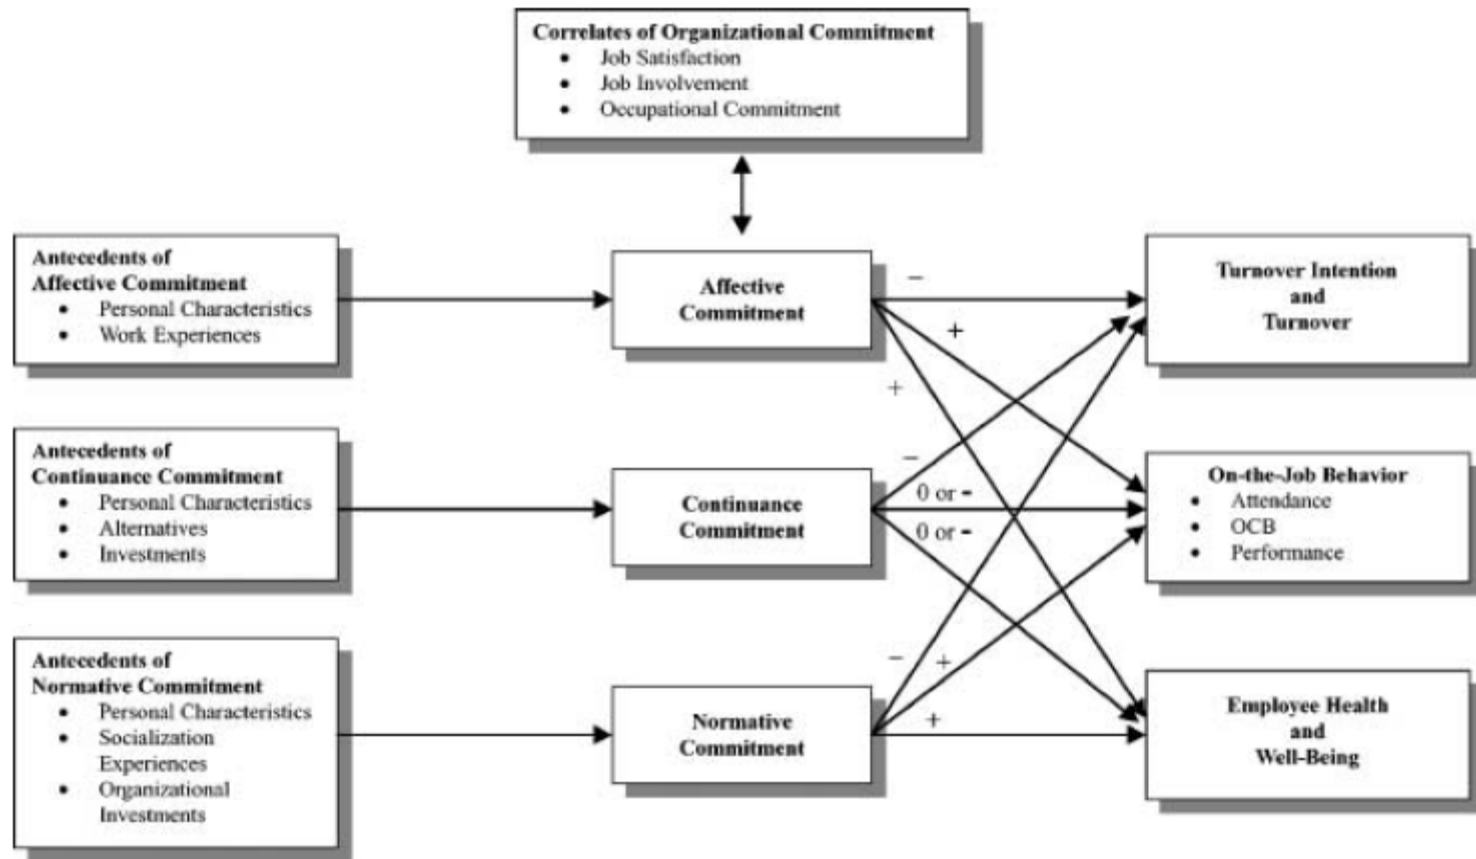 Correlates of Organizational Commitment
• Job Satisfaction
• Job Involvement
• Occupational Commitment
Antecedents of
Affective Commitment
• Personal Characteristics
• Work Experiences
Affective
Commitment
−
+
+
Turnover Intention
and
Turnover
Antecedents of
Continuance Commitment
• Personal Characteristics
• Alternatives
• Investments
Continuance
Commitment
−
0 or -
0 or -
On-the-Job Behavior
• Attendance
• OCB
• Performance
Antecedents of
Normative Commitment
• Personal Characteristics
• Socialization
Experiences
• Organizational
Investments
Normative
Commitment
−
+
+
Employee Health
and
Well-Being